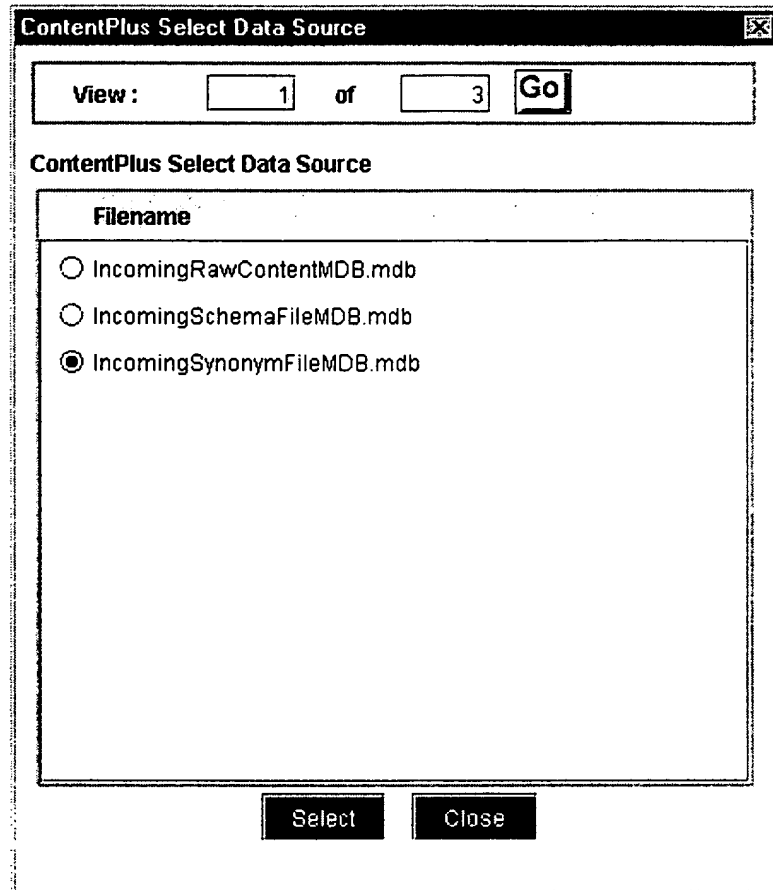 ContentPlus Select Data Source
View : 1 of 3 Go
ContentPlus Select Data Source
Filename
IncomingRawContentMDB.mdb
IncomingSchemaFileMDB.mdb
IncomingSynonymFileMDB.mdb
Select Close